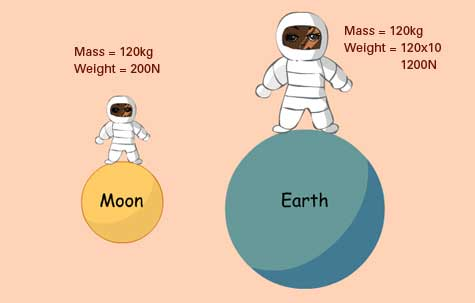 Mass = 120kg
Weight = 200N
Mass = 120kg
Weight = 120x10
1200N
Moon
Earth